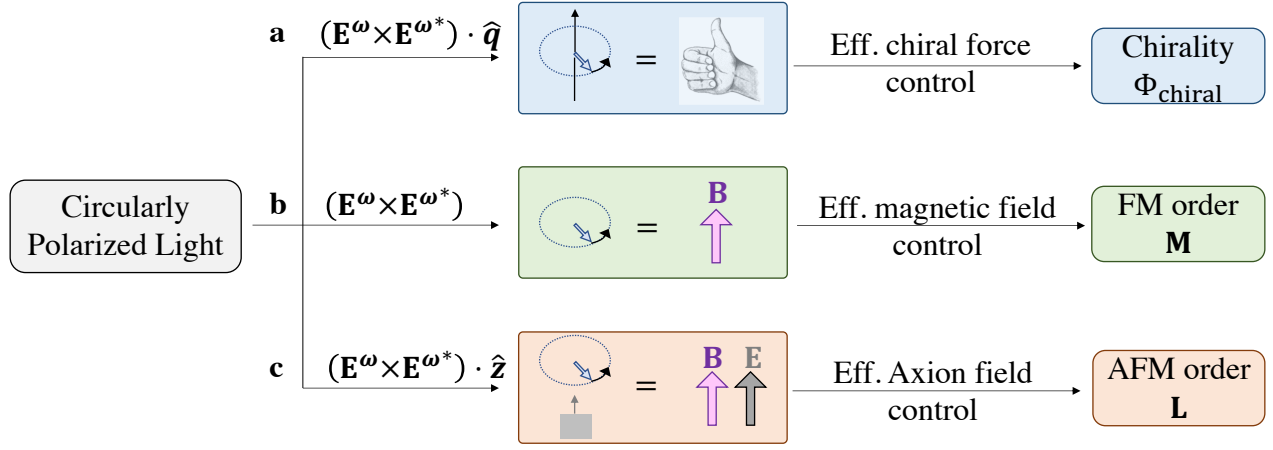 a (𝐄^𝛚×𝐄^𝛚*) · q̂
=
Eff. chiral force
control
Chirality
Φ_chiral
Circularly
Polarized Light
b (𝐄^𝛚×𝐄^𝛚*)
=
B
Eff. magnetic field
control
FM order
M
c (𝐄^𝛚×𝐄^𝛚*) · ẑ
=
B E
Eff. Axion field
control
AFM order
L